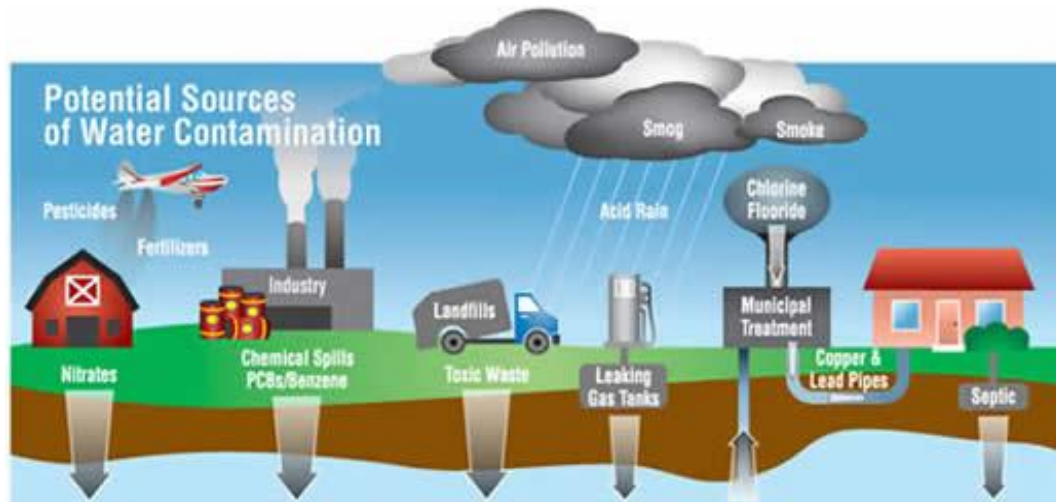 Potential Sources
of Water Contamination
Air Pollution
Smog
Smoke
Acid Rain
Chlorine
Fluoride
Pesticides
Fertilizers
Industry
Landfills
Municipal
Treatment
Nitrates
Chemical Spills
PCBs/Benzene
Toxic Waste
Leaking
Gas Tanks
Copper &
Lead Pipes
Septic